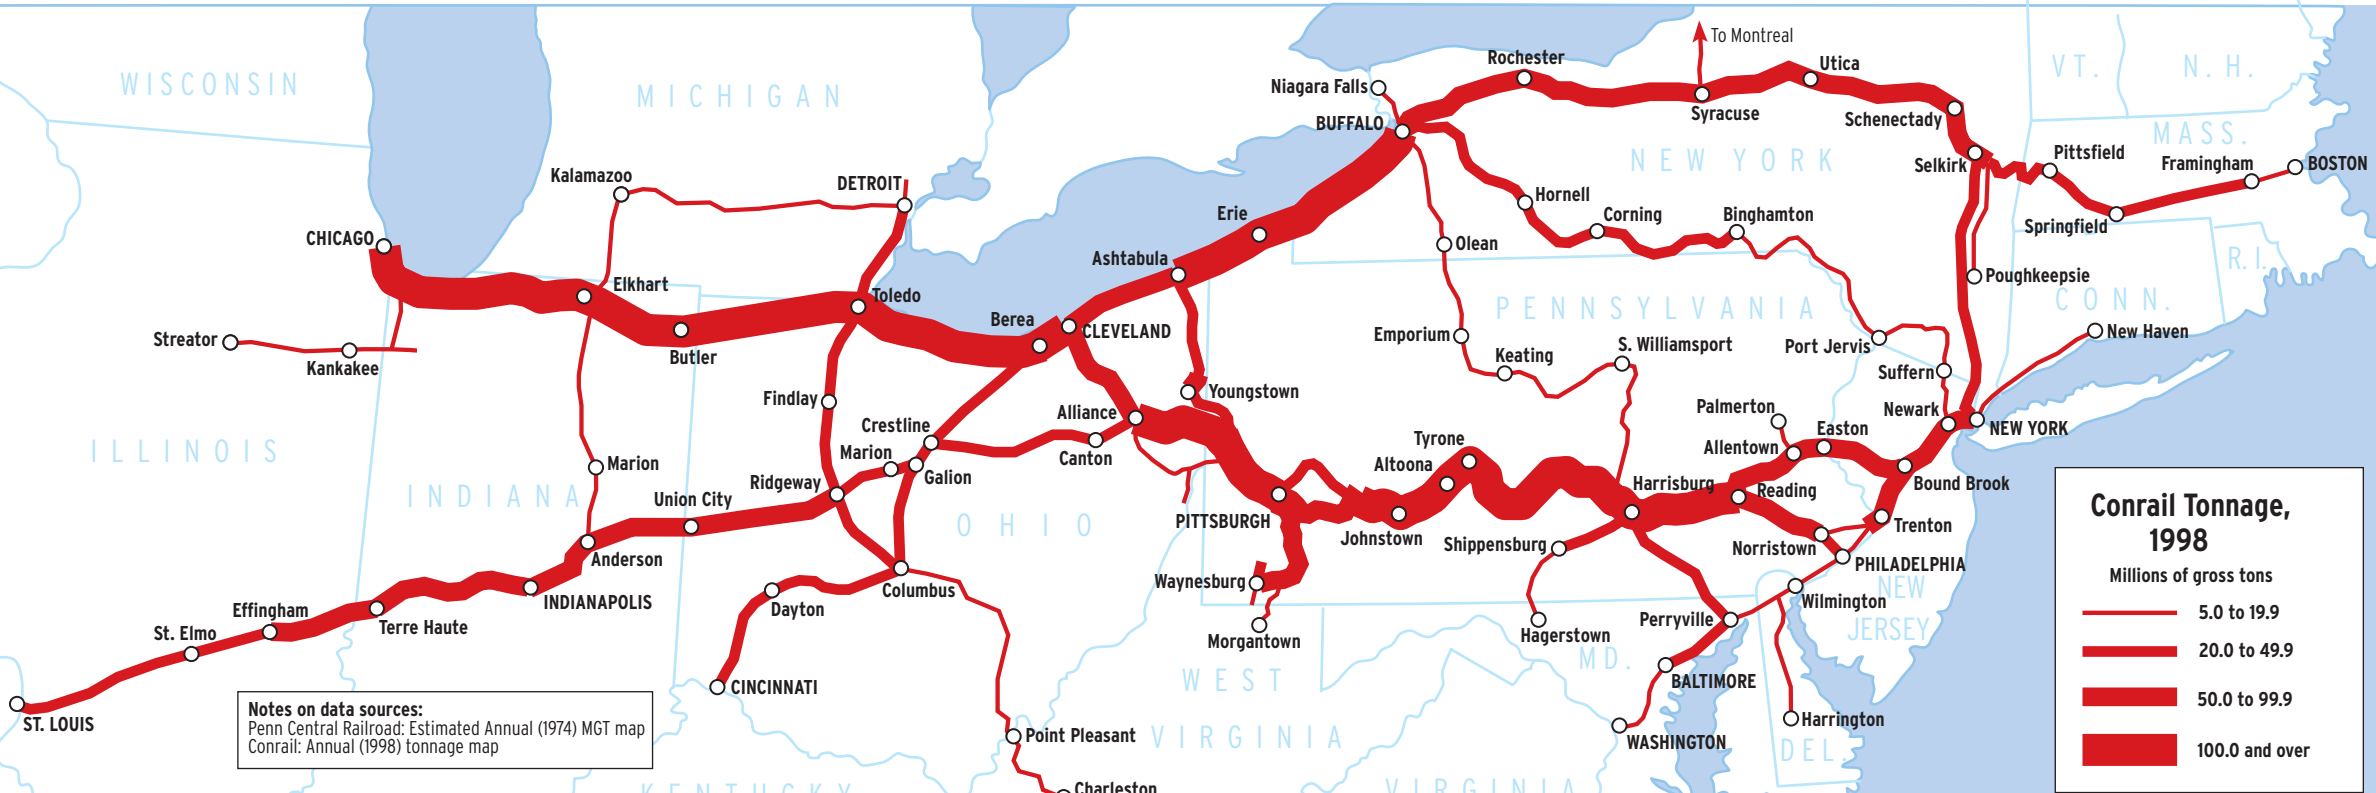 To Montreal
WISCONSIN
MICHIGAN
VT.
N. H.
Niagara Falls
Rochester
Utica
BUFFALO
Syracuse
Schenectady
MASS.
NEW YORK
Selkirk
Pittsfield
Framingham
BOSTON
Kalamazoo
DETROIT
Erie
Hornell
Corning
Binghamton
Springfield
CHICAGO
Ashtabula
Olean
R. I.
Elkhart
Toledo
Poughkeepsie
CONN.
PENNSYLVANIA
Streator
Kankakee
Butler
Berea
CLEVELAND
Emporium
Keating
S. Williamsport
Port Jervis
New Haven
Suffern
Findlay
Youngstown
Alliance
Palmerton
Newark
NEW YORK
ILLINOIS
Crestline
Canton
Tyrone
Altoona
Allentown
Easton
Marion
Marion
Galion
INDIANA
Union City
Ridgeway
OHIO
PITTSBURGH
Johnstown
Harrisburg
Reading
Bound Brook
Trenton
Shippensburg
Norristown
PHILADELPHIA
Anderson
INDIANAPOLIS
Columbus
Dayton
Waynesburg
Morgantown
Hagerstown
Perryville
Wilmington
NEW
JERSEY
MD.
Effingham
Terre Haute
St. Elmo
ST. LOUIS
CINCINNATI
WEST
VIRGINIA
BALTIMORE
WASHINGTON
Harrington
DEL.
Point Pleasant
Charleston
KENTUCKY
VIRGINIA
Notes on data sources:
Penn Central Railroad: Estimated Annual (1974) MGT map
Conrail: Annual (1998) tonnage map
Conrail Tonnage,
1998
Millions of gross tons
5.0 to 19.9
20.0 to 49.9
50.0 to 99.9
100.0 and over